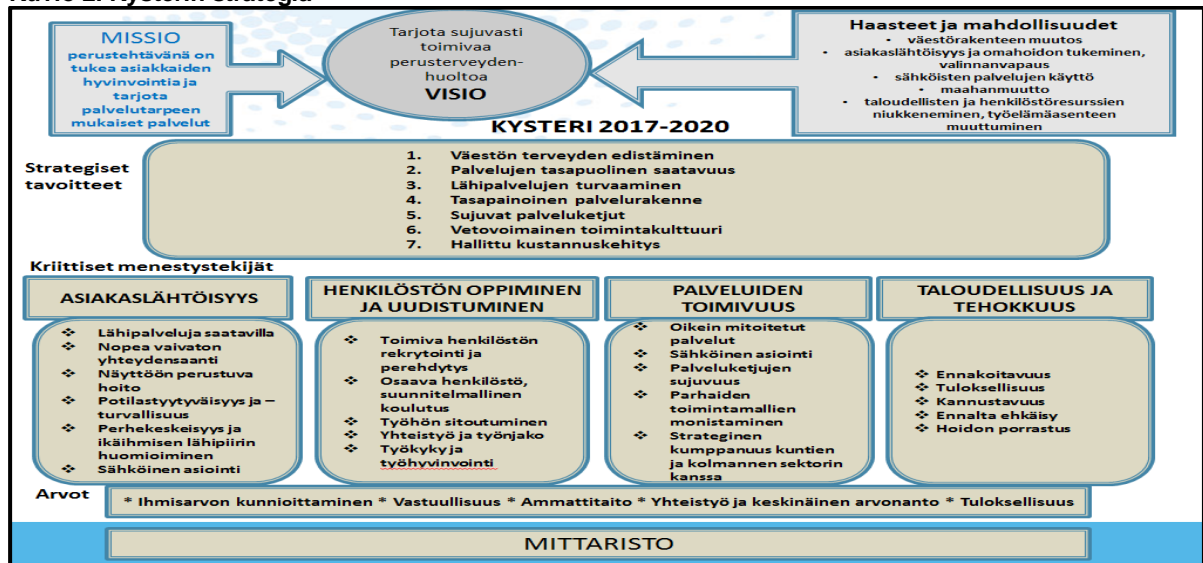 Kuvio 2. Kysterin strategia
MISSIO
perustehtävänä on
tukea asiakkaiden
hyvinvointia ja
tarjota
palvelutarpeen
mukaiset palvelut
Tarjota sujuvasti
toimivaa
perusterveyden-
huoltoa
VISIO
Haasteet ja mahdollisuudet
• väestörakenteen muutos
• asiakaslähtöisyys ja omahoidon tukeminen,
valinnanvapaus
• sähköisten palvelujen käyttö
• maahanmuutto
• taloudellisten ja henkilöstöresurssien
niukkeneminen, työelämäasenteen
muuttuminen
KYSTERI 2017-2020
Strategiset
tavoitteet
1. Väestön terveyden edistäminen
2. Palvelujen tasapuolinen saatavuus
3. Lähipalvelujen turvaaminen
4. Tasapainoinen palvelurakenne
5. Sujuvat palveluketjut
6. Vetovoimainen toimintakulttuuri
7. Hallittu kustannuskehitys
Kriittiset menestystekijät
ASIAKASLÄHTÖISYYS
❖ Lähipalveluja saatavilla
❖ Nopea vaivaton
yhteydensaanti
❖ Näyttöön perustuva
hoito
❖ Potilastyytyväisyys ja –
turvallisuus
❖ Perhekeskeisyys ja
ikäihmisen lähipiirin
huomioiminen
❖ Sähköinen asiointi
HENKILÖSTÖN OPPIMINEN
JA UUDISTUMINEN
❖ Toimiva henkilöstön
rekrytointi ja
perehdytys
❖ Osaava henkilöstö,
suunnitelmallinen
koulutus
❖ Työhön sitoutuminen
❖ Yhteistyö ja työnjako
❖ Työkyky ja
työhyvinvointi
PALVELUIDEN
TOIMIVUUS
❖ Oikein mitoitetut
palvelut
❖ Sähköinen asiointi
❖ Palveluketjujen
sujuvuus
❖ Parhaiden
toimintamallien
monistaminen
❖ Strateginen
kumppanuus kuntien
ja kolmannen sektorin
kanssa
TALOUDELLISUUS JA
TEHOKKUUS
❖ Ennakoitavuus
❖ Tuloksellisuus
❖ Kannustavuus
❖ Ennalta ehkäisy
❖ Hoidon porrastus
Arvot
* Ihmisarvon kunnioittaminen * Vastuullisuus * Ammattitaito * Yhteistyö ja keskinäinen arvonanto * Tuloksellisuus
MITTARISTO